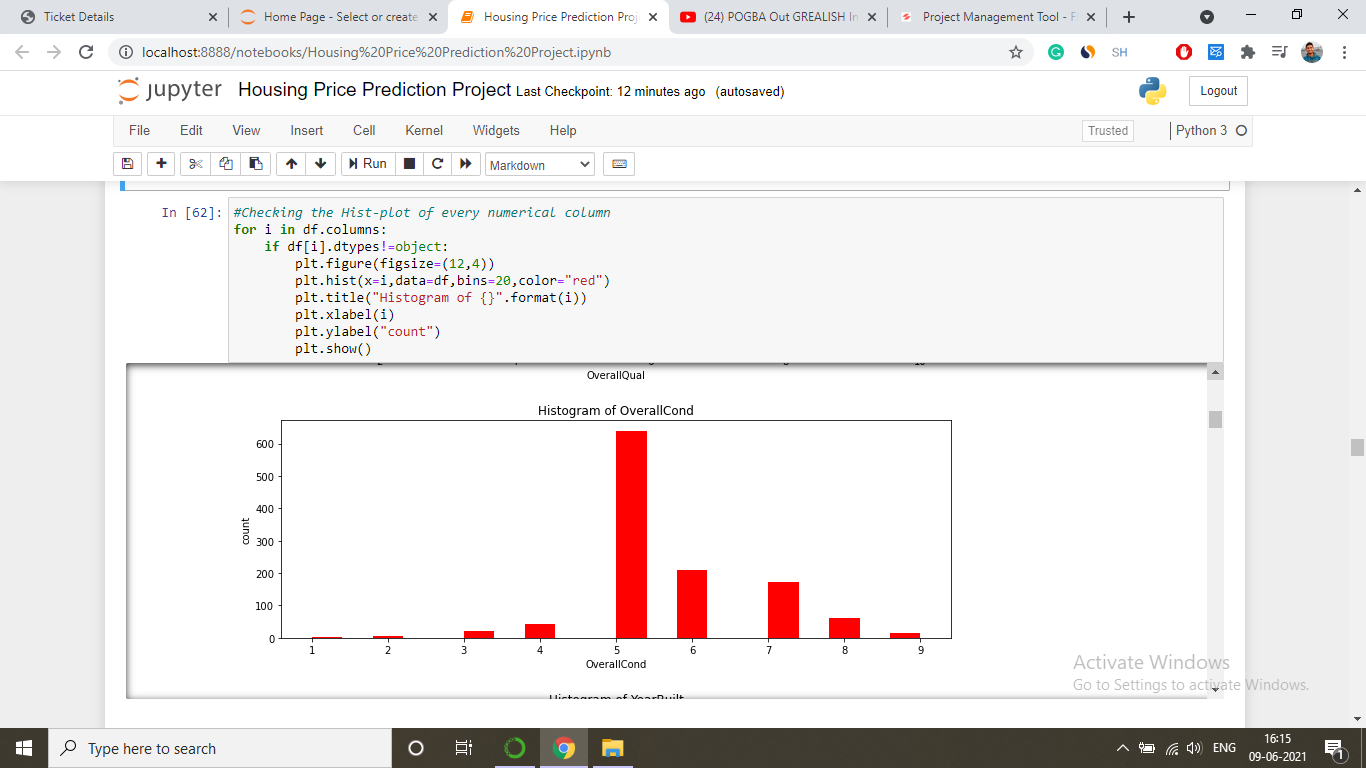 Ticket Details
Home Page - Select or create
Housing Price Prediction Proj
(24) POGBA Out GREALISH In
Project Management Tool - F
localhost:8888/notebooks/Housing%20Price%20Prediction%20Project.ipynb
SH
jupyter Housing Price Prediction Project Last Checkpoint: 12 minutes ago (autosaved)
Logout
File Edit View Insert Cell Kernel Widgets Help
Trusted
Python 3
Run
Markdown
In [62]:
#Checking the Hist-plot of every numerical column
for i in df.columns:
    if df[i].dtypes!=object:
        plt.figure(figsize=(12,4))
        plt.hist(x=i,data=df,bins=20,color="red")
        plt.title("Histogram of {}".format(i))
        plt.xlabel(i)
        plt.ylabel("count")
        plt.show()
OverallQual
Histogram of OverallCond
600
500
400
300
200
100
0
count
1 2 3 4 5 6 7 8 9
OverallCond
Histogram of YearBuilt
Activate Windows
Go to Settings to activate Windows.
Type here to search
ENG
16:15
09-06-2021
1